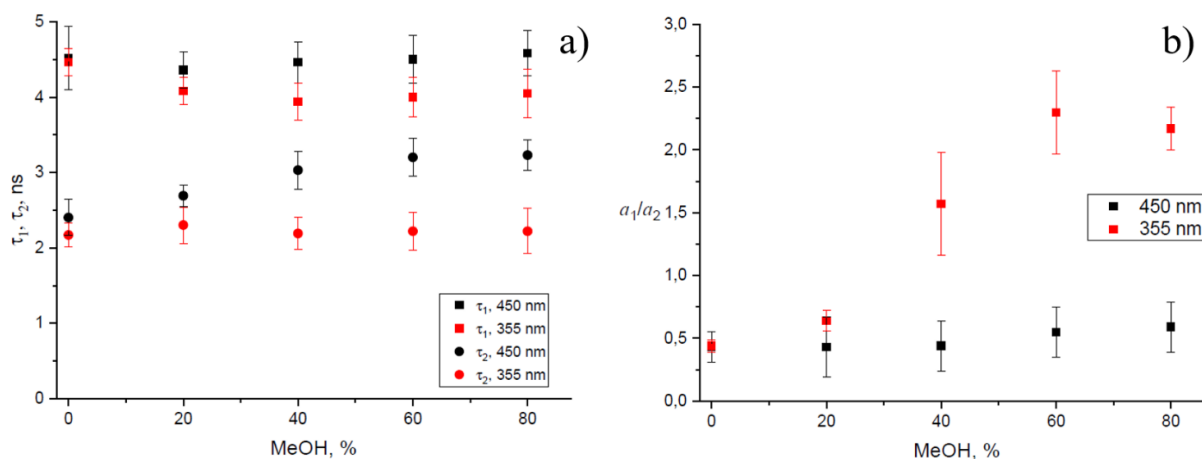 a)
5
4
3
2
1
0
τ₁, τ₂, ns
0 20 40 60 80
MeOH, %
τ₁, 450 nm
τ₁, 355 nm
τ₂, 450 nm
τ₂, 355 nm
b)
3,0
2,5
2,0
1,5
1,0
0,5
0,0
a₁/a₂
0 20 40 60 80
MeOH, %
450 nm
355 nm